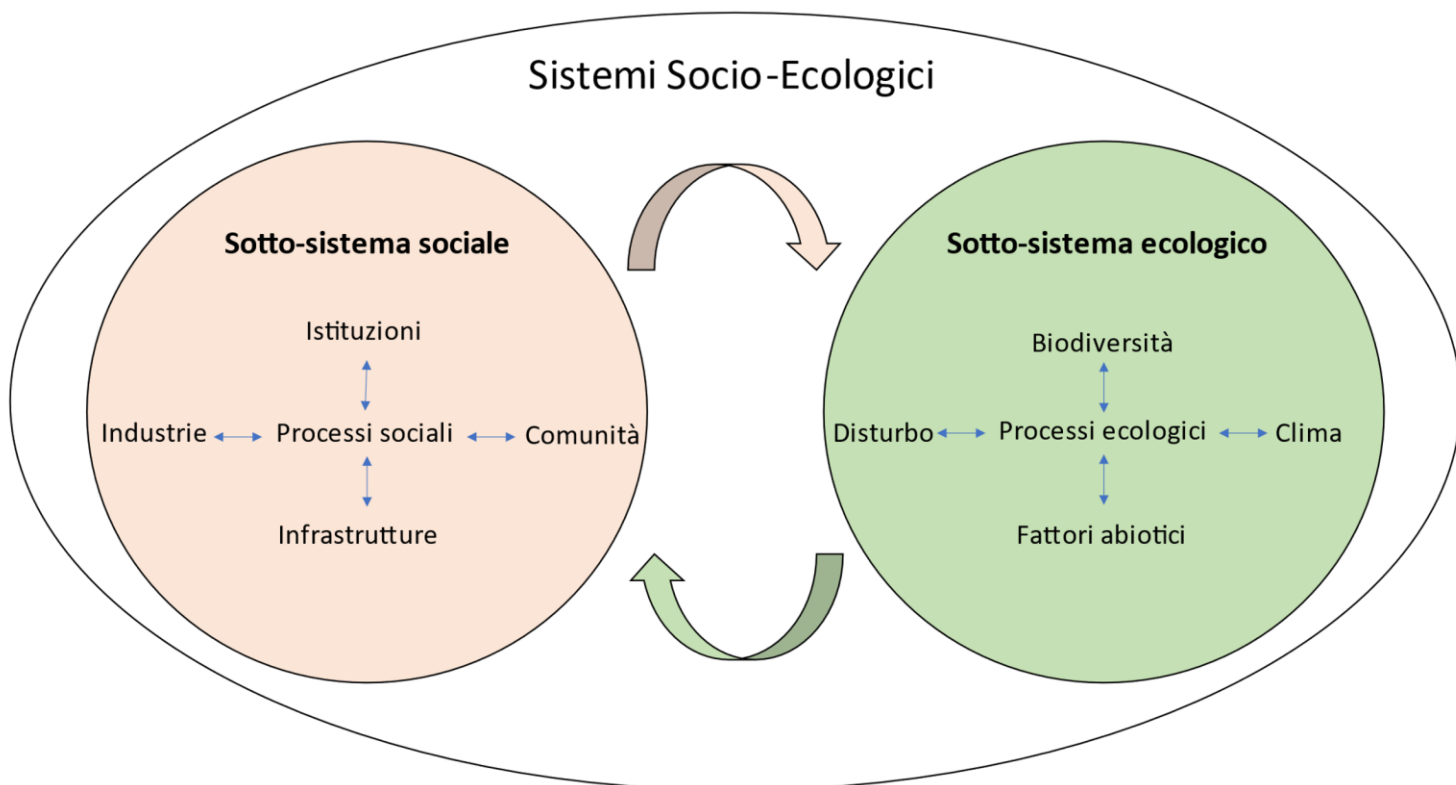 Sistemi Socio-Ecologici
Sotto-sistema sociale
Istituzioni
Industrie
Processi sociali
Comunità
Infrastrutture
Sotto-sistema ecologico
Biodiversità
Disturbo
Processi ecologici
Clima
Fattori abiotici